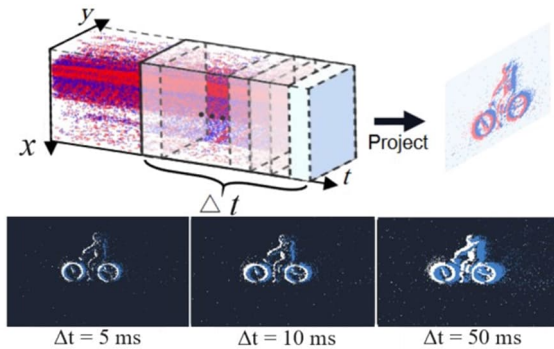 y
x
t
△ t
Project
Δt = 5 ms
Δt = 10 ms
Δt = 50 ms